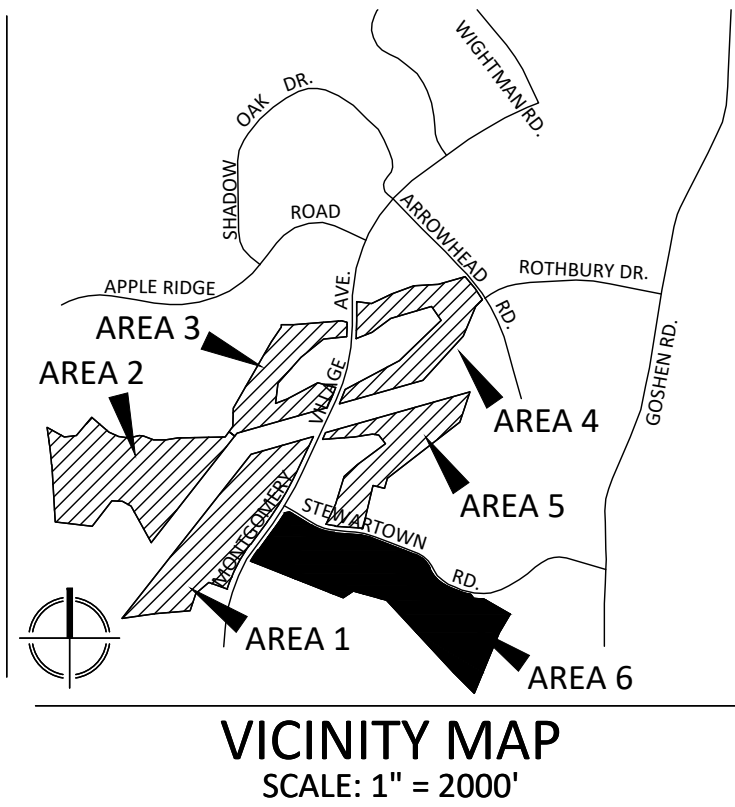 WIGHTMAN RD.
OAK DR.
SHADOW
ROAD
ARROWHEAD
RD.
ROTHBURY DR.
APPLE RIDGE
AVE.
AREA 3
AREA 2
VILLAGE
GOSHEN RD.
AREA 4
AREA 5
MONTGOMERY
STEWARTOWN
RD.
AREA 1
AREA 6
VICINITY MAP
SCALE: 1" = 2000'